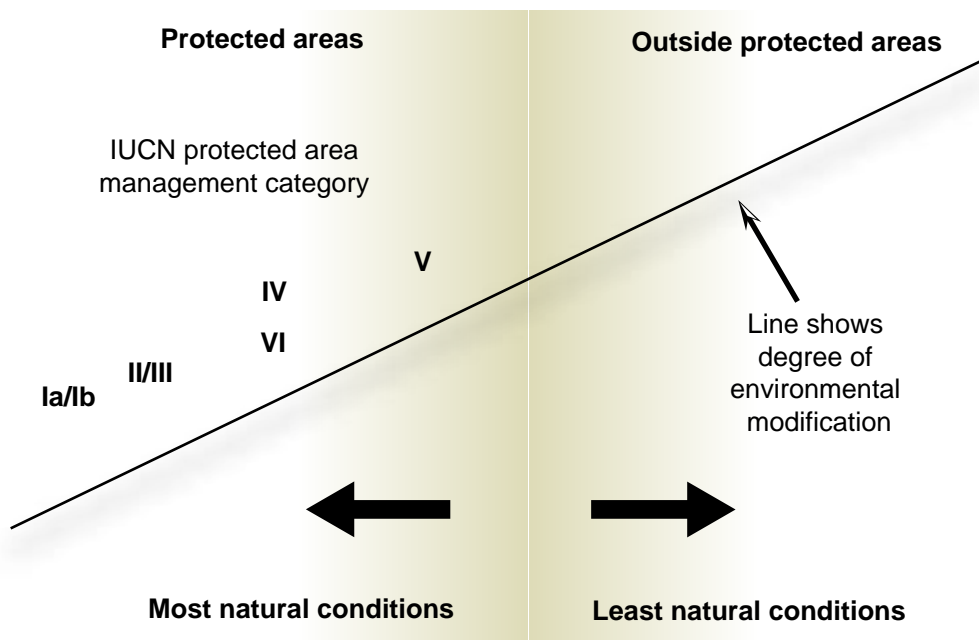 Protected areas
Outside protected areas
IUCN protected area
management category
V
IV
VI
II/III
Ia/Ib
Line shows
degree of
environmental
modification
Most natural conditions
Least natural conditions